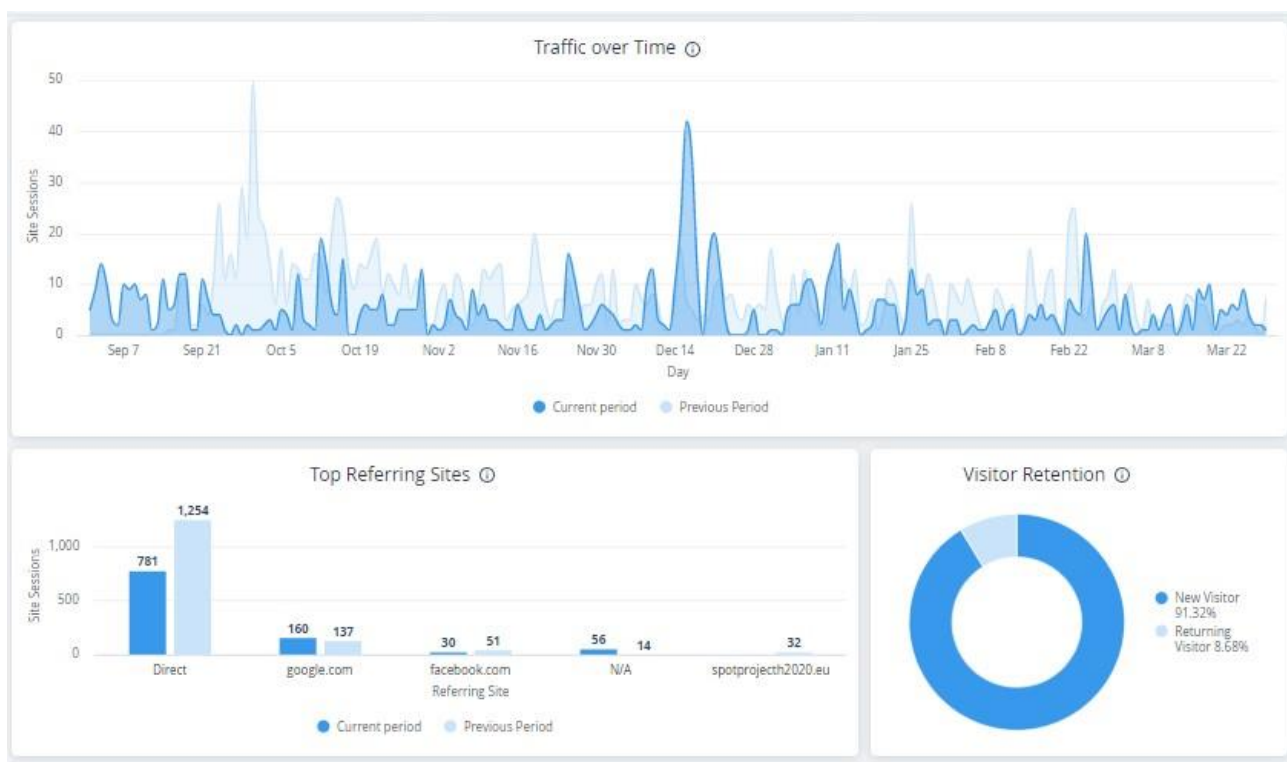 Traffic over Time
50
40
30
20
10
0
Site Sessions
Sep 7 Sep 21 Oct 5 Oct 19 Nov 2 Nov 16 Nov 30 Dec 14 Dec 28 Jan 11 Jan 25 Feb 8 Feb 22 Mar 8 Mar 22
Day
Current period Previous Period
Top Referring Sites
1,000
500
0
Site Sessions
781 1,254 160 137 30 51 56 14 32
Direct google.com facebook.com N/A spotprojecth2020.eu
Referring Site
Current period Previous Period
Visitor Retention
New Visitor
91.32%
Returning
Visitor 8.68%